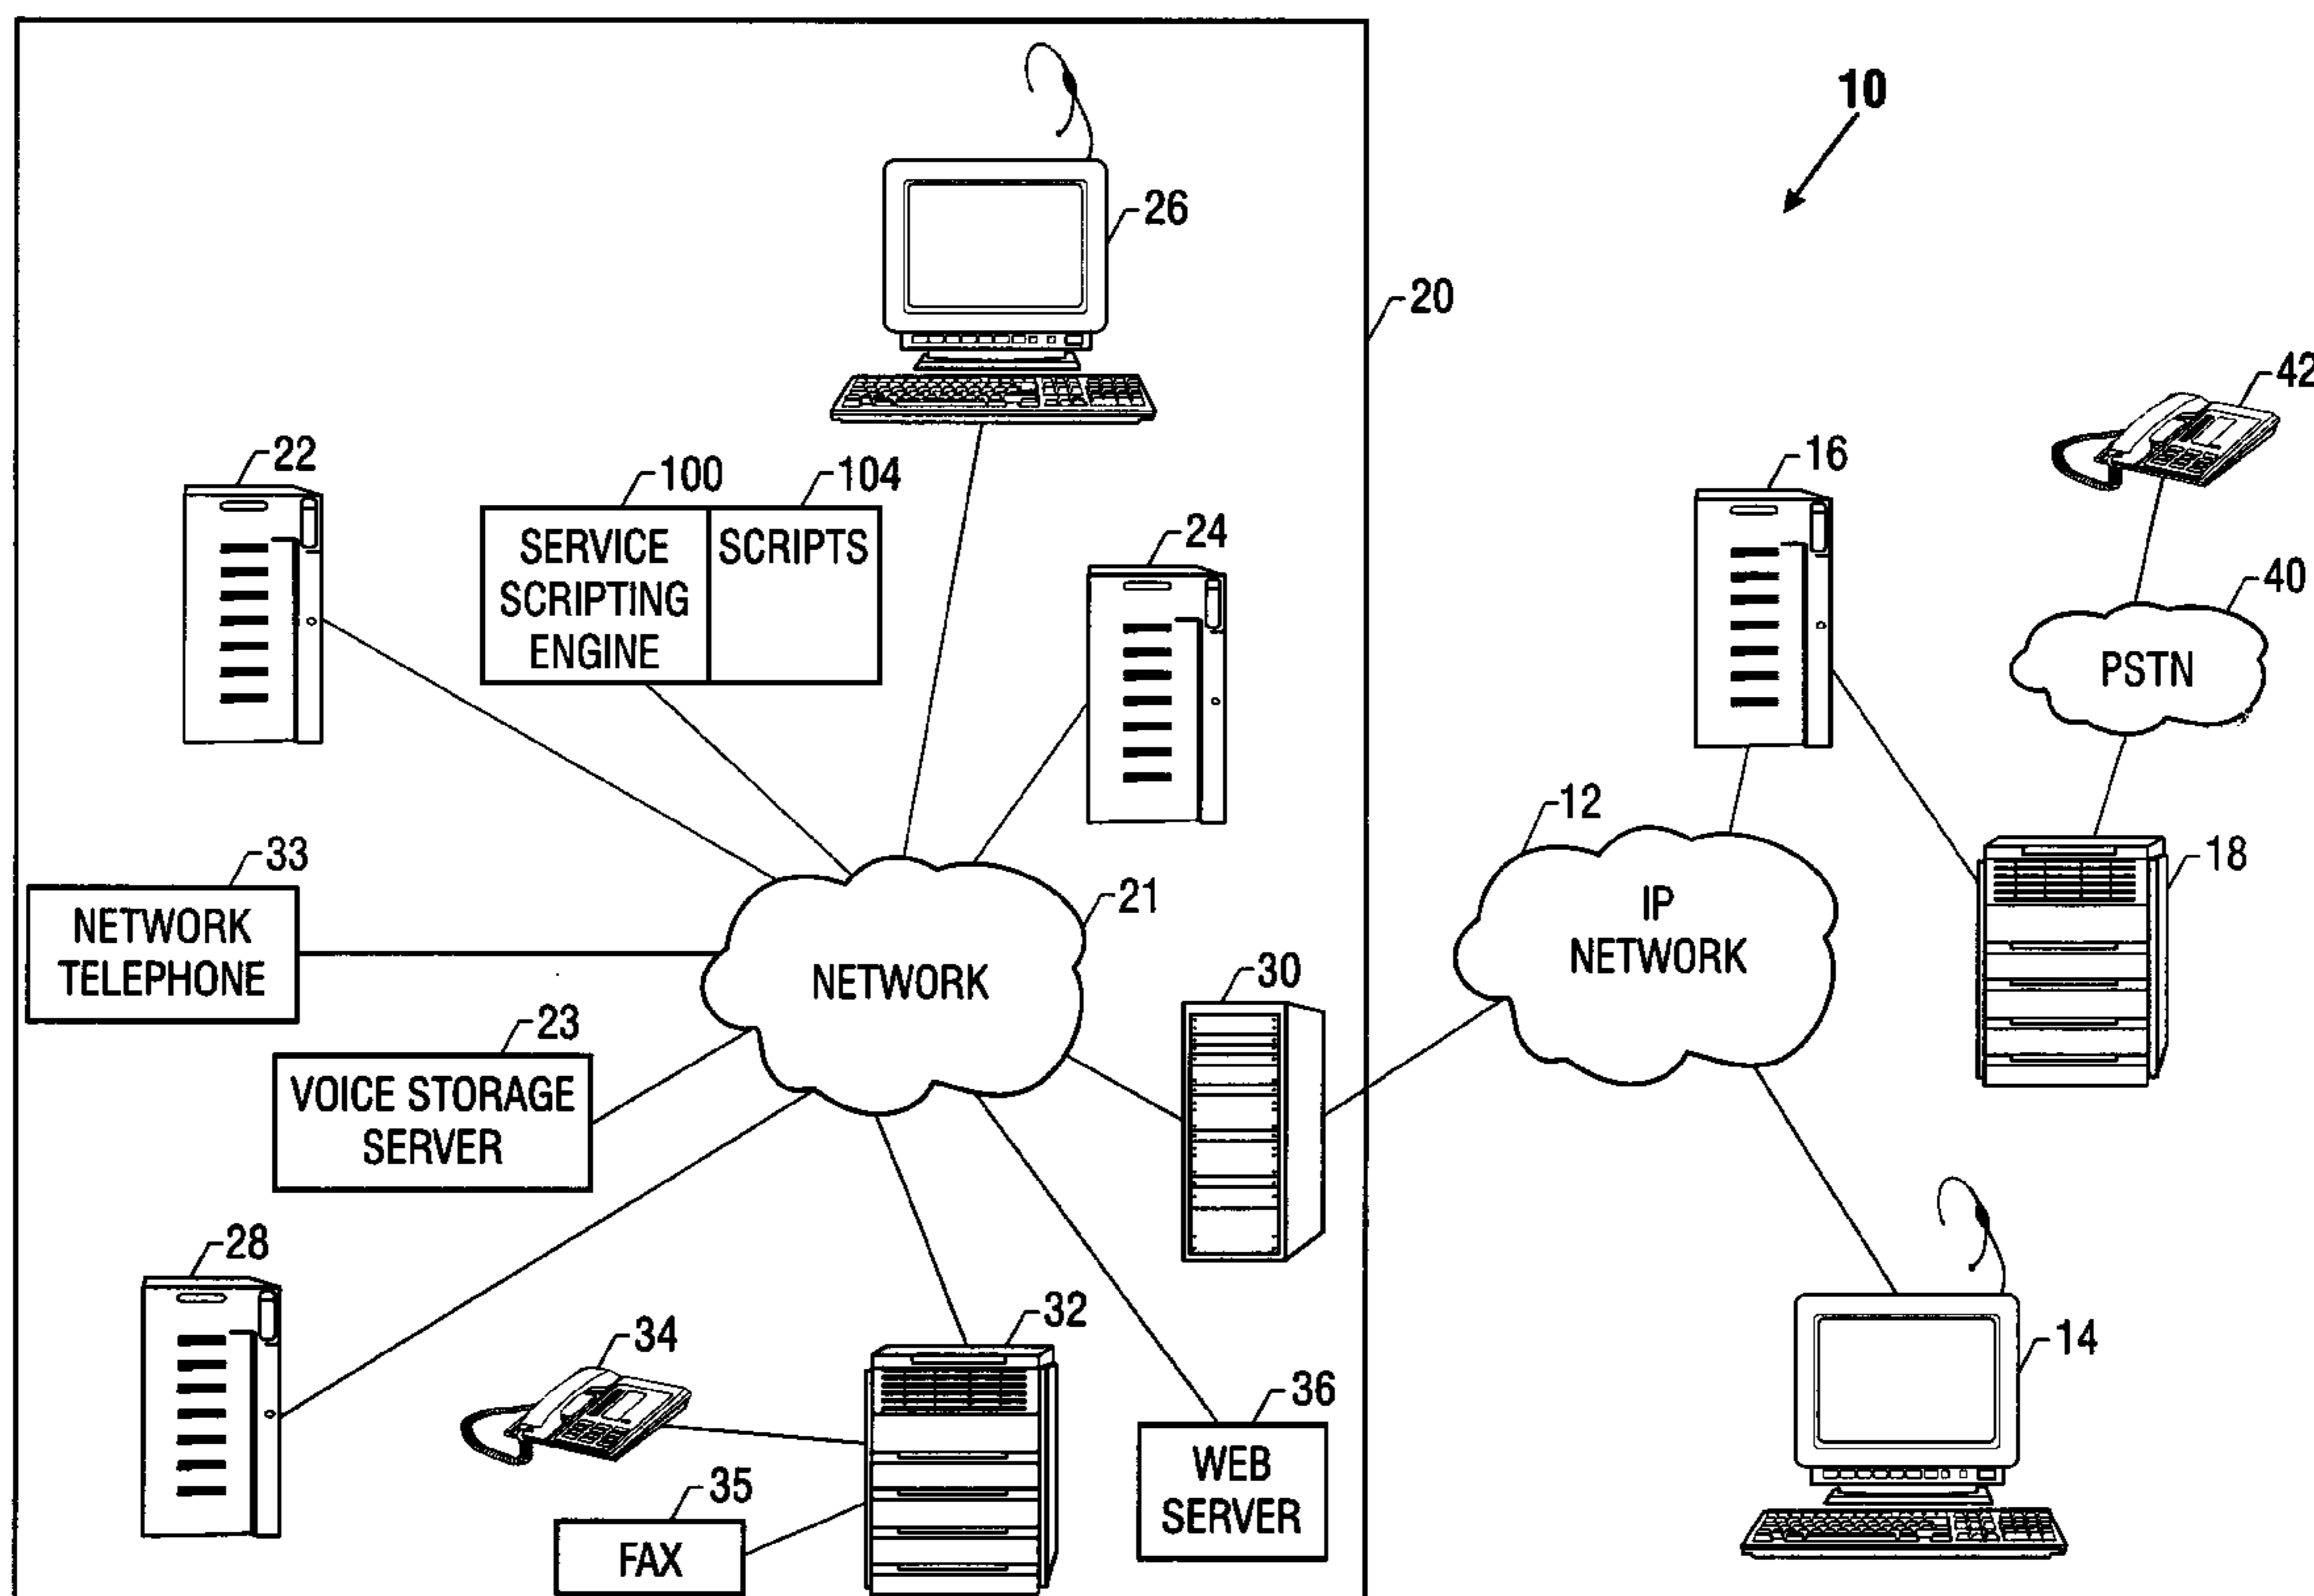 10
26
20
42
22
100
104
16
SERVICE
SCRIPTING
ENGINE
SCRIPTS
24
40
PSTN
12
33
18
21
NETWORK
TELEPHONE
IP
NETWORK
NETWORK
30
23
VOICE STORAGE
SERVER
28
32
34
14
36
WEB
SERVER
35
FAX